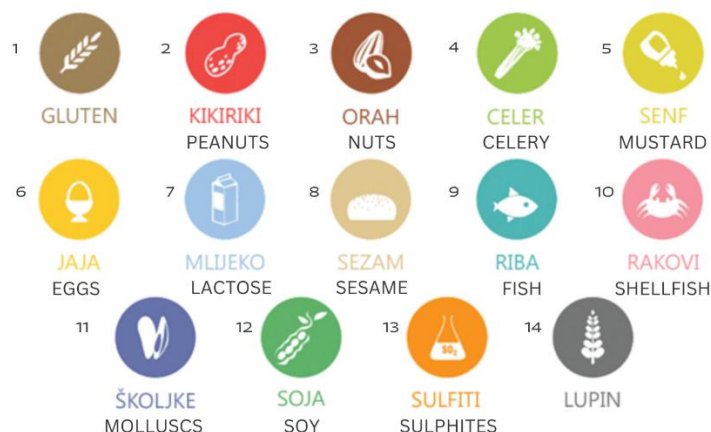 1 2 3 4 5
GLUTEN KIKIRIKI ORAH CELER SENF
PEANUTS NUTS CELERY MUSTARD
6 7 8 9 10
JAJA MLIJEKO SEZAM RIBA RAKOVI
EGGS LACTOSE SESAME FISH SHELLFISH
11 12 13 14
SO₂
ŠKOLJKE SOJA SULFITI LUPIN
MOLLUSCS SOY SULPHITES